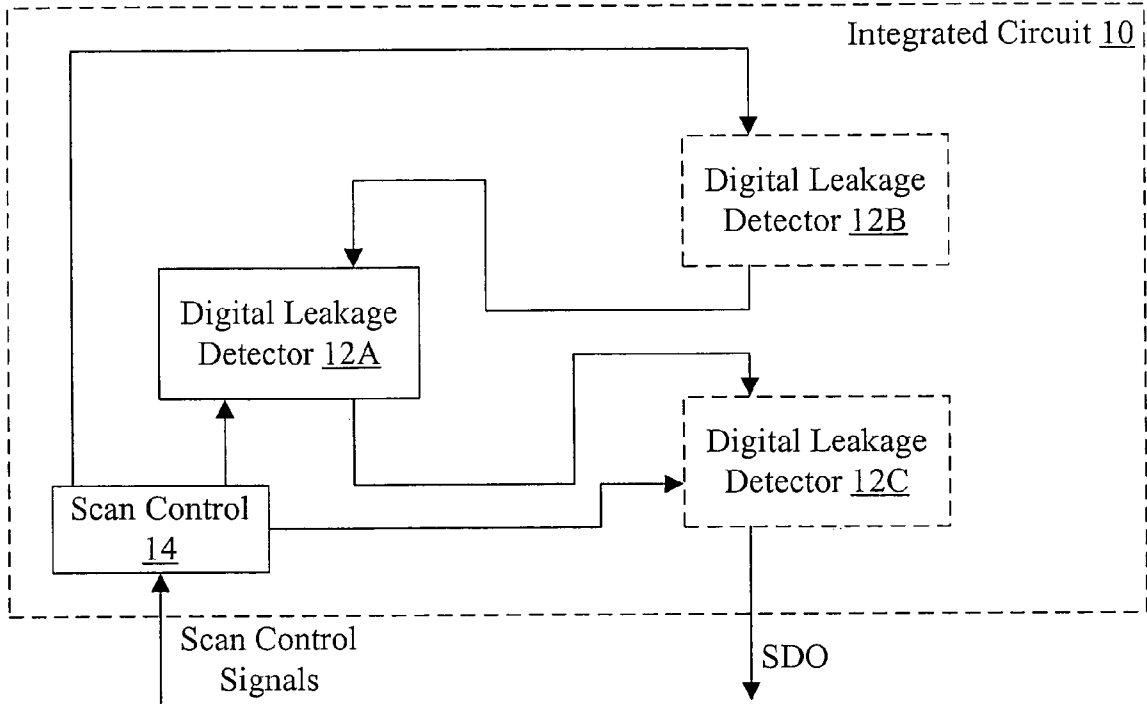 Integrated Circuit 10
Digital Leakage
Detector 12B
Digital Leakage
Detector 12A
Digital Leakage
Detector 12C
Scan Control
14
Scan Control
Signals
SDO